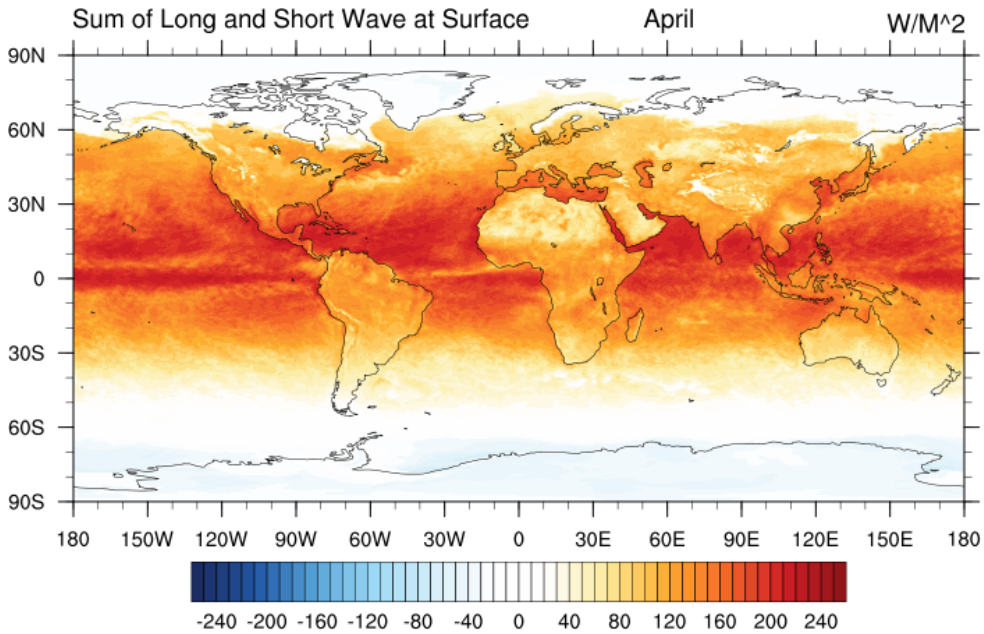 Sum of Long and Short Wave at Surface April W/M^2
90N
60N
30N
0
30S
60S
90S
180 150W 120W 90W 60W 30W 0 30E 60E 90E 120E 150E 180
-240 -200 -160 -120 -80 -40 0 40 80 120 160 200 240